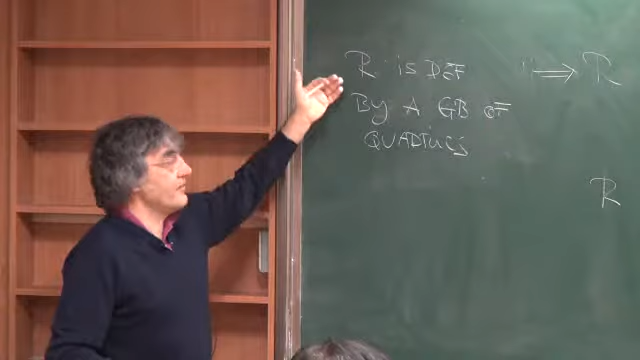 R is DEF ⟹ R
BY A GB OF
QUADRICS
R